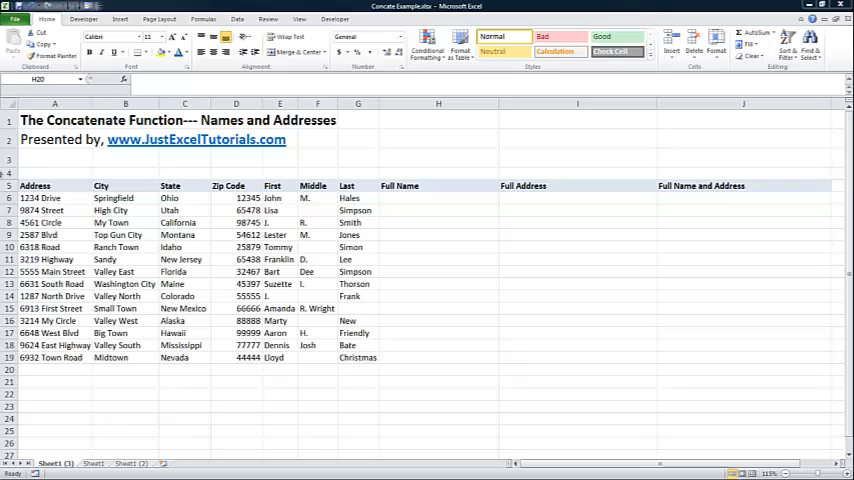 Concate Example.xlsx - Microsoft Excel
File Home Developer Insert Page Layout Formulas Data Review View Developer
Cut
Copy
Format Painter
Paste
Calibri 11
B I U
Wrap Text
Merge & Center
General
$ % ,
Conditional Formatting
Format as Table
Normal Bad Good
Neutral Calculation Check Cell
Insert Delete Format
AutoSum
Fill
Clear
Sort & Filter
Find & Select
Clipboard Font Alignment Number Styles Cells Editing
H20 fx
A B C D E F G H I J
1 The Concatenate Function--- Names and Addresses
2 Presented by, www.JustExcelTutorials.com
3
4
5 Address City State Zip Code First Middle Last Full Name Full Address Full Name and Address
6 1234 Drive Springfield Ohio 12345 John M. Hales
7 9874 Street High City Utah 65478 Lisa Simpson
8 4561 Circle My Town California 98745 J. R. Smith
9 2587 Blvd Top Gun City Montana 54612 Lester M. Jones
10 6318 Road Ranch Town Idaho 25879 Tommy Simon
11 3219 Highway Sandy New Jersey 65438 Franklin D. Lee
12 5555 Main Street Valley East Florida 32467 Bart Dee Simpson
13 6631 South Road Washington City Maine 45397 Suzette I. Thorson
14 1287 North Drive Valley North Colorado 55555 J. Frank
15 6913 First Street Small Town New Mexico 66666 Amanda R. Wright
16 3214 My Circle Valley West Alaska 88888 Marty New
17 6648 West Blvd Big Town Hawaii 99999 Aaron H. Friendly
18 9624 East Highway Valley South Mississippi 77777 Dennis Josh Bate
19 6932 Town Road Midtown Nevada 44444 Lloyd Christmas
20
21
22
23
24
25
26
27
Sheet1 (3) Sheet1 Sheet1 (2)
Ready 115%